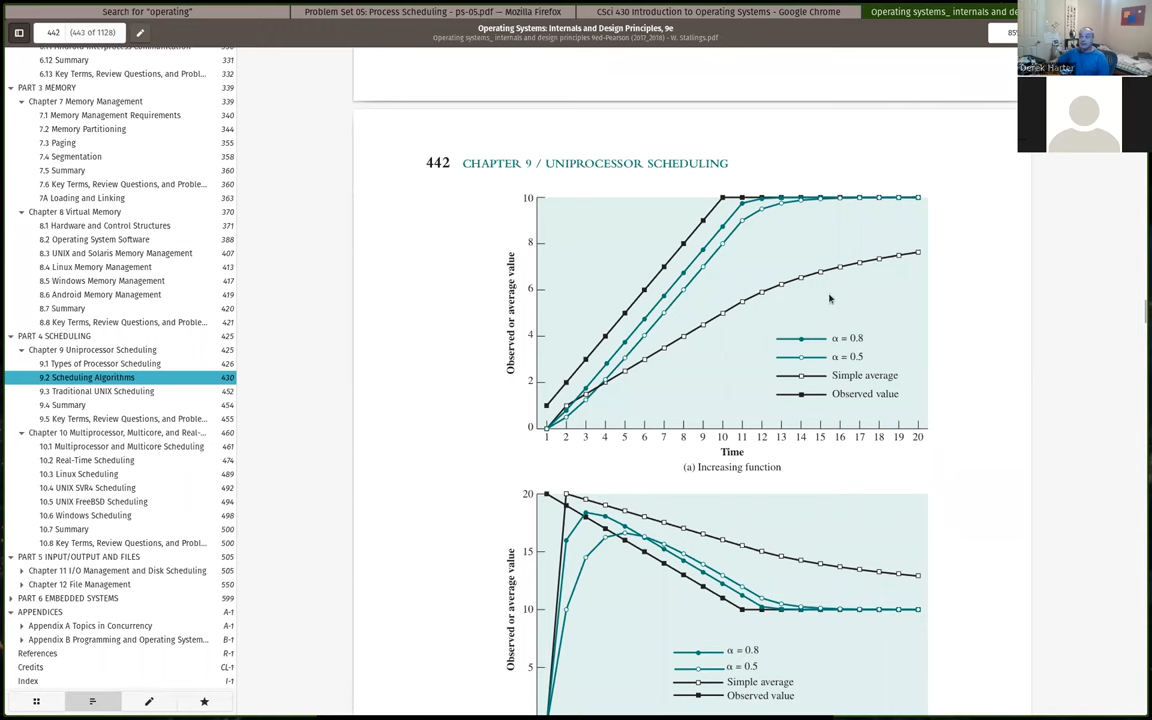 Search for "operating"
Problem Set 05: Process Scheduling - ps-05.pdf — Mozilla Firefox
CSci 430 Introduction to Operating Systems - Google Chrome
Operating systems_ internals and de
442 (443 of 1128)
Operating Systems: Internals and Design Principles, 9e
Operating systems_ internals and design principles 9ed-Pearson (2017_2018) - W. Stallings.pdf
85
Derek Harter
6.12 Summary 331
6.13 Key Terms, Review Questions, and Probl... 332
PART 3 MEMORY 339
Chapter 7 Memory Management 339
7.1 Memory Management Requirements 340
7.2 Memory Partitioning 344
7.3 Paging 355
7.4 Segmentation 358
7.5 Summary 360
7.6 Key Terms, Review Questions, and Proble... 360
7A Loading and Linking 363
Chapter 8 Virtual Memory 370
8.1 Hardware and Control Structures 371
8.2 Operating System Software 388
8.3 UNIX and Solaris Memory Management 407
8.4 Linux Memory Management 413
8.5 Windows Memory Management 417
8.6 Android Memory Management 419
8.7 Summary 420
8.8 Key Terms, Review Questions, and Probl... 421
PART 4 SCHEDULING 425
Chapter 9 Uniprocessor Scheduling 425
9.1 Types of Processor Scheduling 426
9.2 Scheduling Algorithms 430
9.3 Traditional UNIX Scheduling 452
9.4 Summary 454
9.5 Key Terms, Review Questions, and Proble... 455
Chapter 10 Multiprocessor, Multicore, and Real-... 460
10.1 Multiprocessor and Multicore Scheduling 461
10.2 Real-Time Scheduling 474
10.3 Linux Scheduling 489
10.4 UNIX SVR4 Scheduling 492
10.5 UNIX FreeBSD Scheduling 494
10.6 Windows Scheduling 498
10.7 Summary 500
10.8 Key Terms, Review Questions, and Probl... 500
PART 5 INPUT/OUTPUT AND FILES 505
Chapter 11 I/O Management and Disk Scheduling 505
Chapter 12 File Management 550
PART 6 EMBEDDED SYSTEMS 599
APPENDICES A-1
Appendix A Topics in Concurrency A-1
Appendix B Programming and Operating System... B-1
References R-1
Credits CL-1
Index I-1
442 CHAPTER 9 / UNIPROCESSOR SCHEDULING
Observed or average value
10
8
6
4
2
0
α = 0.8
α = 0.5
Simple average
Observed value
1 2 3 4 5 6 7 8 9 10 11 12 13 14 15 16 17 18 19 20
Time
(a) Increasing function
Observed or average value
20
15
10
5
α = 0.8
α = 0.5
Simple average
Observed value